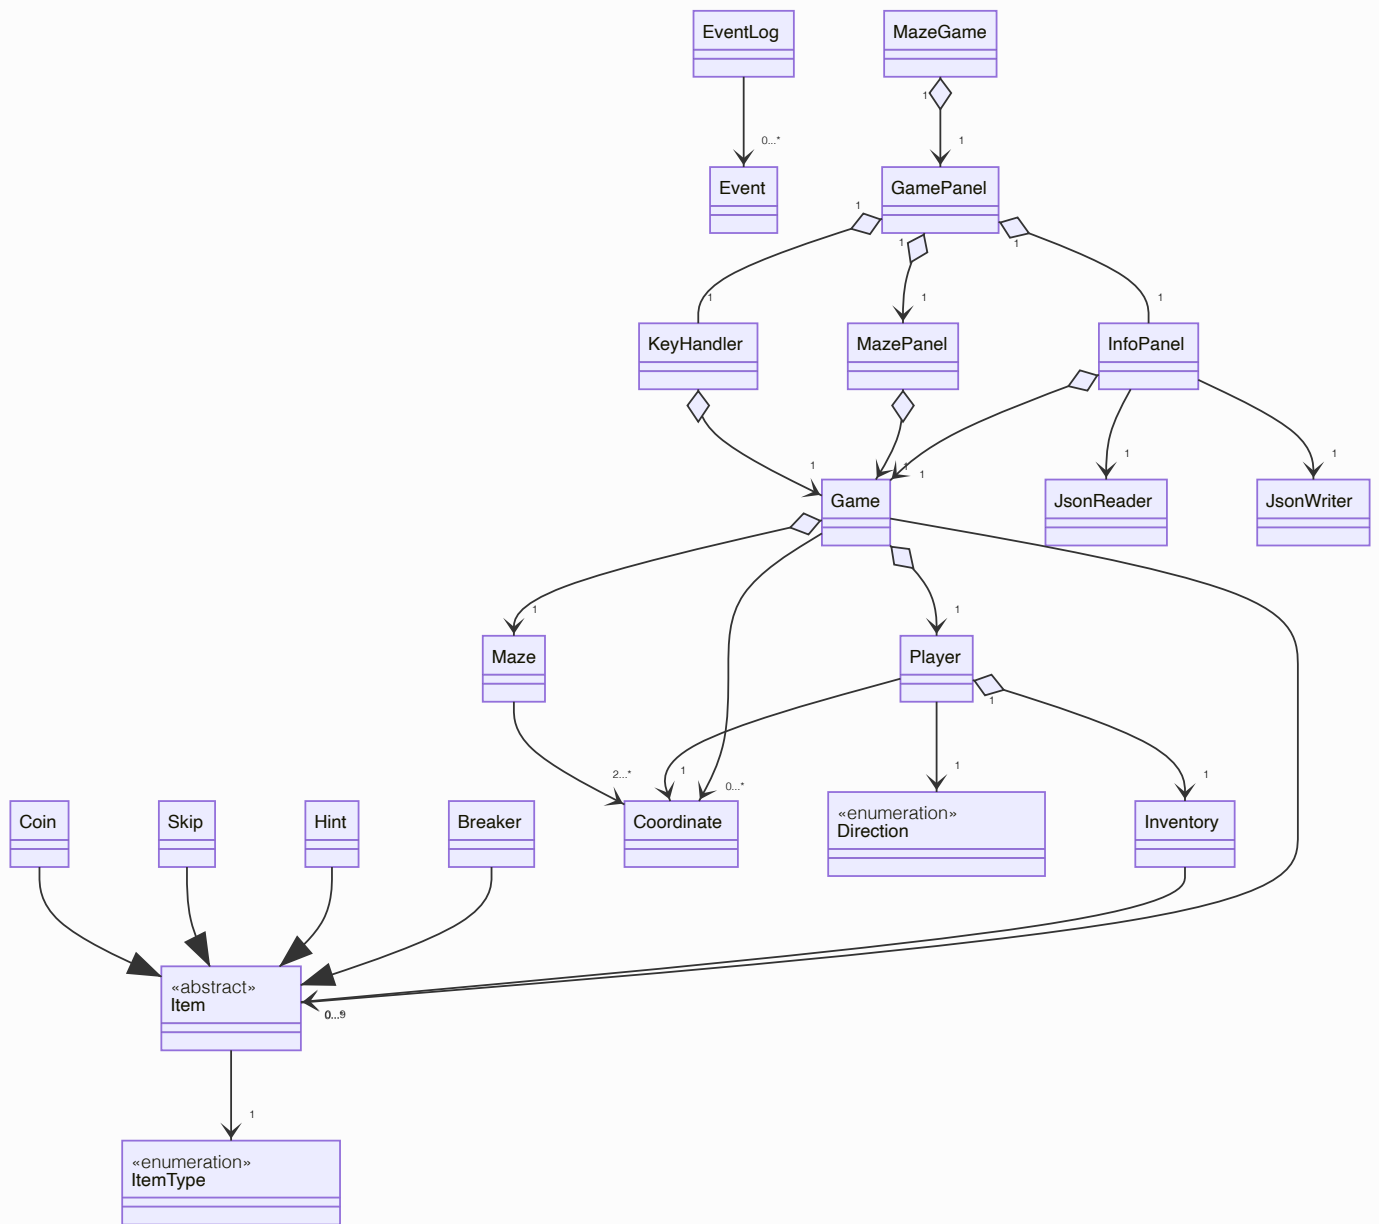 EventLog
MazeGame
1
0...*
1
Event
GamePanel
1
1
1
1
1
1
KeyHandler
MazePanel
InfoPanel
1
1
1
1
1
Game
JsonReader
JsonWriter
1
1
Maze
Player
1
2...*
1
0...*
1
1
Coin
Skip
Hint
Breaker
Coordinate
«enumeration»
Direction
Inventory
«abstract»
Item
1
«enumeration»
ItemType